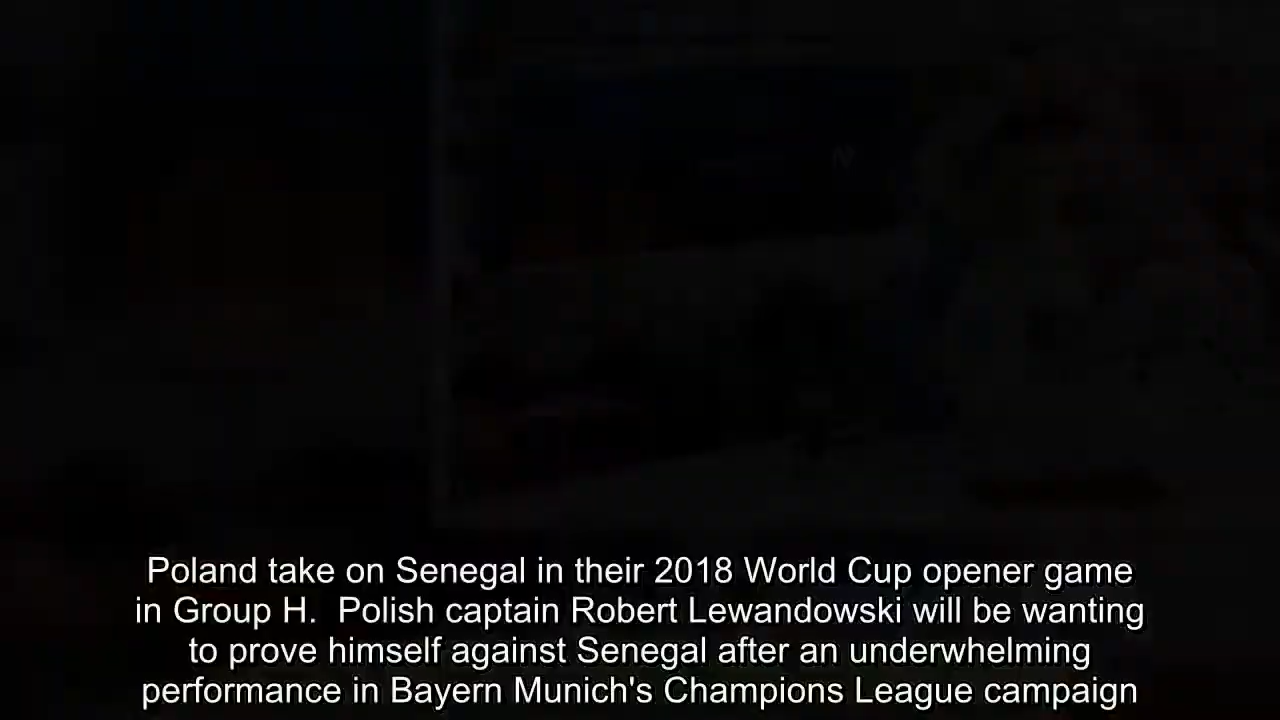 Poland take on Senegal in their 2018 World Cup opener game
in Group H.  Polish captain Robert Lewandowski will be wanting
to prove himself against Senegal after an underwhelming
performance in Bayern Munich's Champions League campaign